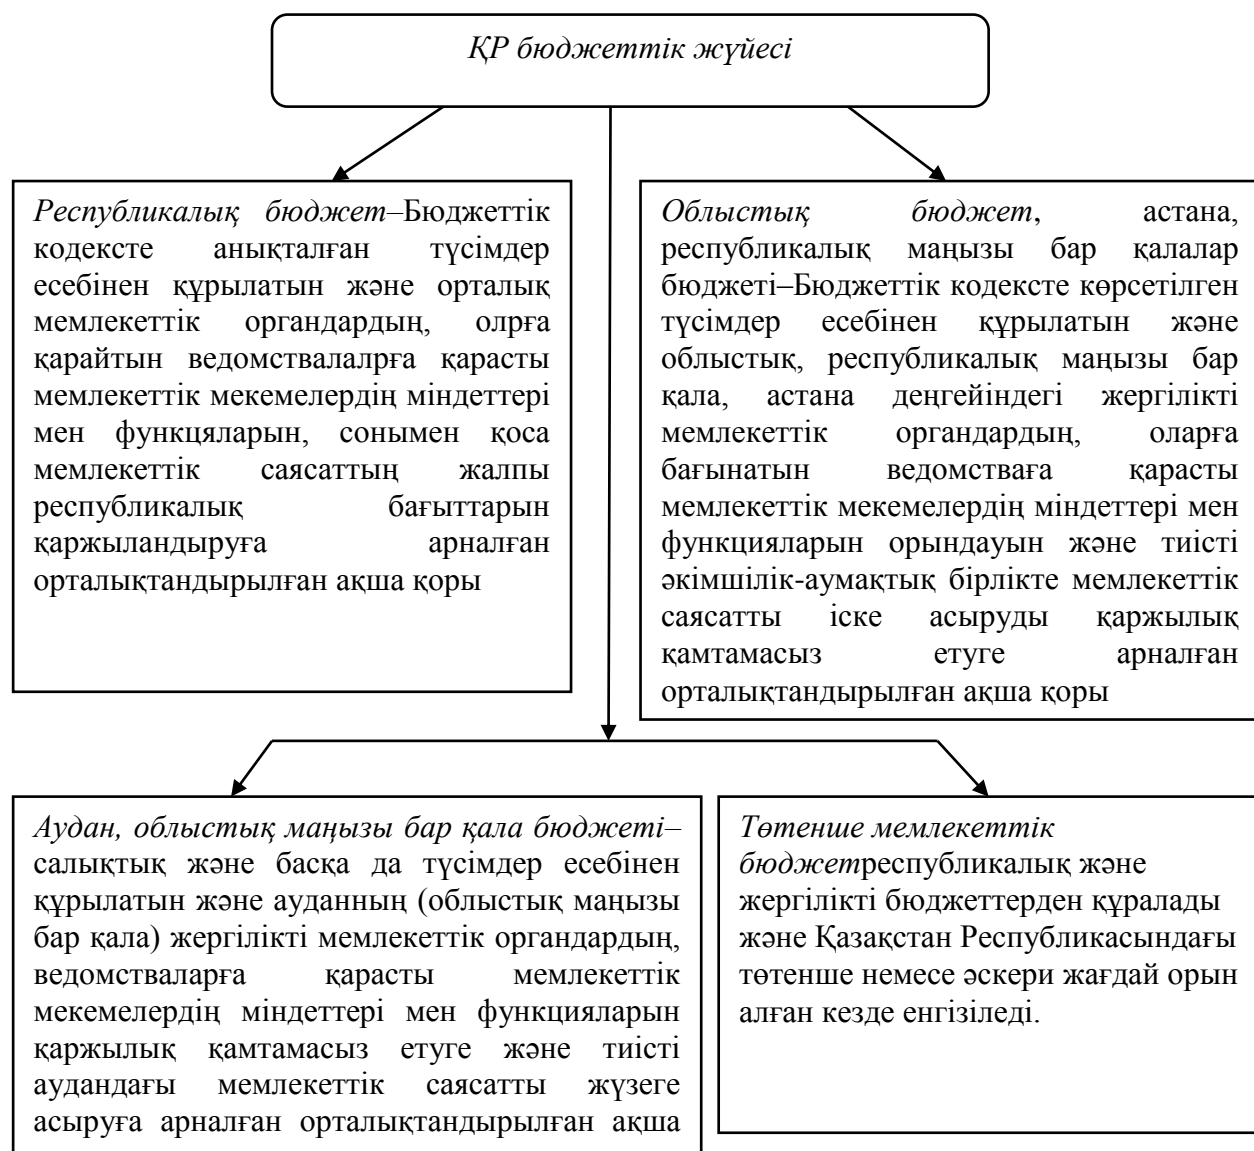 ҚР бюджеттік жүйесі
Республикалық бюджет–Бюджеттік
кодексте анықталған түсімдер
есебінен құрылатын және орталық
мемлекеттік органдардың, олрға
қарайтын ведомствалалрға қарасты
мемлекеттік мекемелердің міндеттері
мен функцяларын, сонымен қоса
мемлекеттік саясаттың жалпы
республикалық бағыттарын
қаржыландыруға арналған
орталықтандырылған ақша қоры
Облыстық бюджет, астана,
республикалық маңызы бар қалалар
бюджеті–Бюджеттік кодексте көрсетілген
түсімдер есебінен құрылатын және
облыстық, республикалық маңызы бар
қала, астана деңгейіндегі жергілікті
мемлекеттік органдардың, оларға
бағынатын ведомстваға қарасты
мемлекеттік мекемелердің міндеттері мен
функцияларын орындауын және тиісті
әкімшілік-аумақтық бірлікте мемлекеттік
саясатты іске асыруды қаржылық
қамтамасыз етуге арналған
орталықтандырылған ақша қоры
Аудан, облыстық маңызы бар қала бюджеті–
салықтық және басқа да түсімдер есебінен
құрылатын және ауданның (облыстық маңызы
бар қала) жергілікті мемлекеттік органдардың,
ведомстваларға қарасты мемлекеттік
мекемелердің міндеттері мен функцияларын
қаржылық қамтамасыз етуге және тиісті
аудандағы мемлекеттік саясатты жүзеге
асыруға арналған орталықтандырылған ақша
Төтенше мемлекеттік
бюджетреспубликалық және
жергілікті бюджеттерден құралады
және Қазақстан Республикасындағы
төтенше немесе әскери жағдай орын
алған кезде енгізіледі.